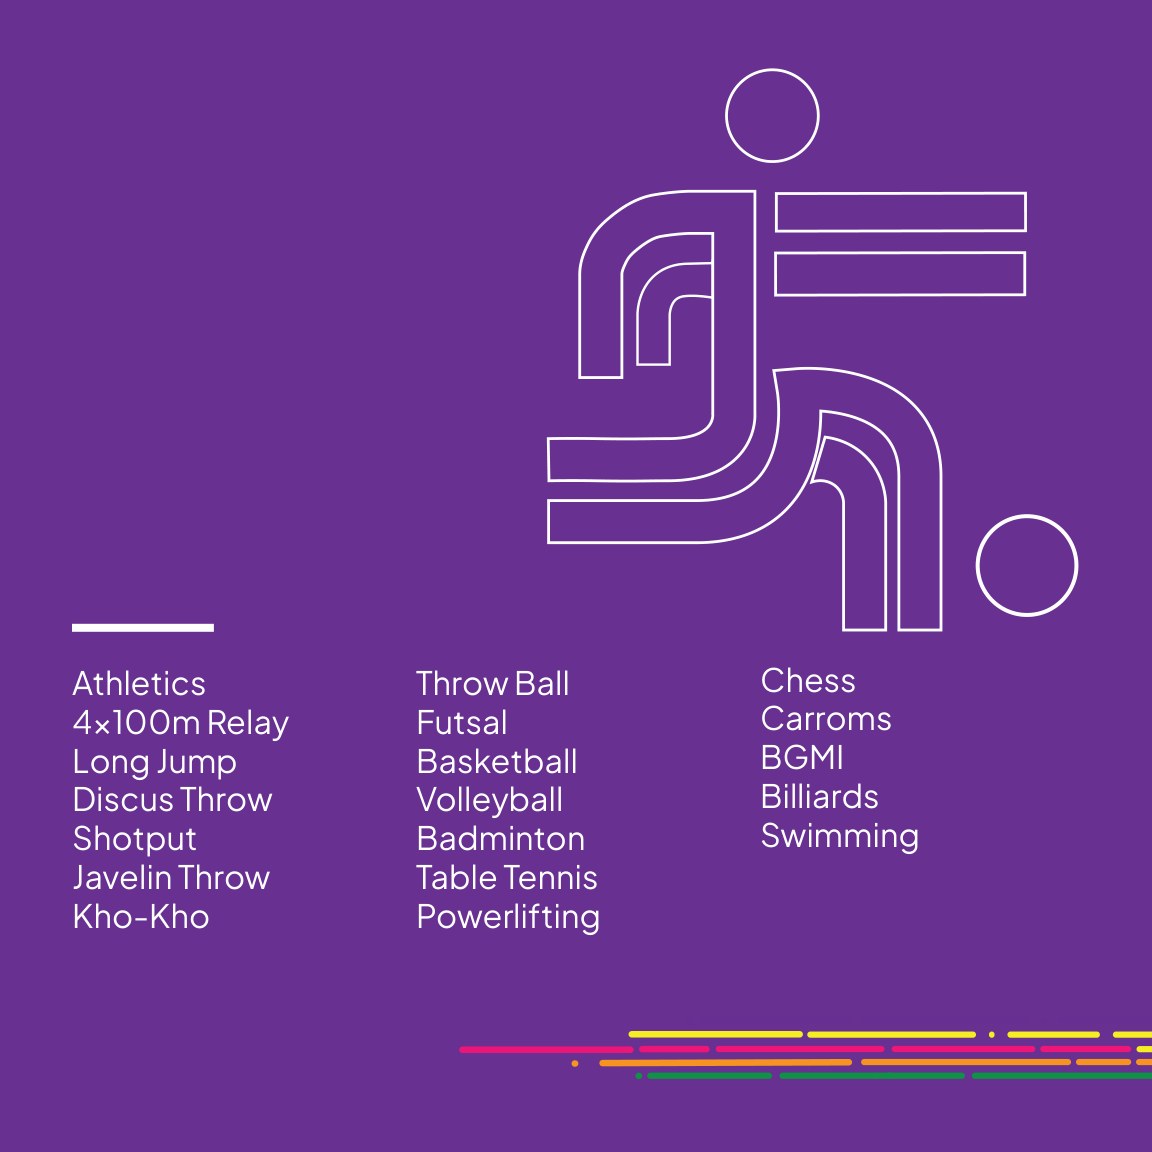 Athletics
4×100m Relay
Long Jump
Discus Throw
Shotput
Javelin Throw
Kho-Kho
Throw Ball
Futsal
Basketball
Volleyball
Badminton
Table Tennis
Powerlifting
Chess
Carroms
BGMI
Billiards
Swimming